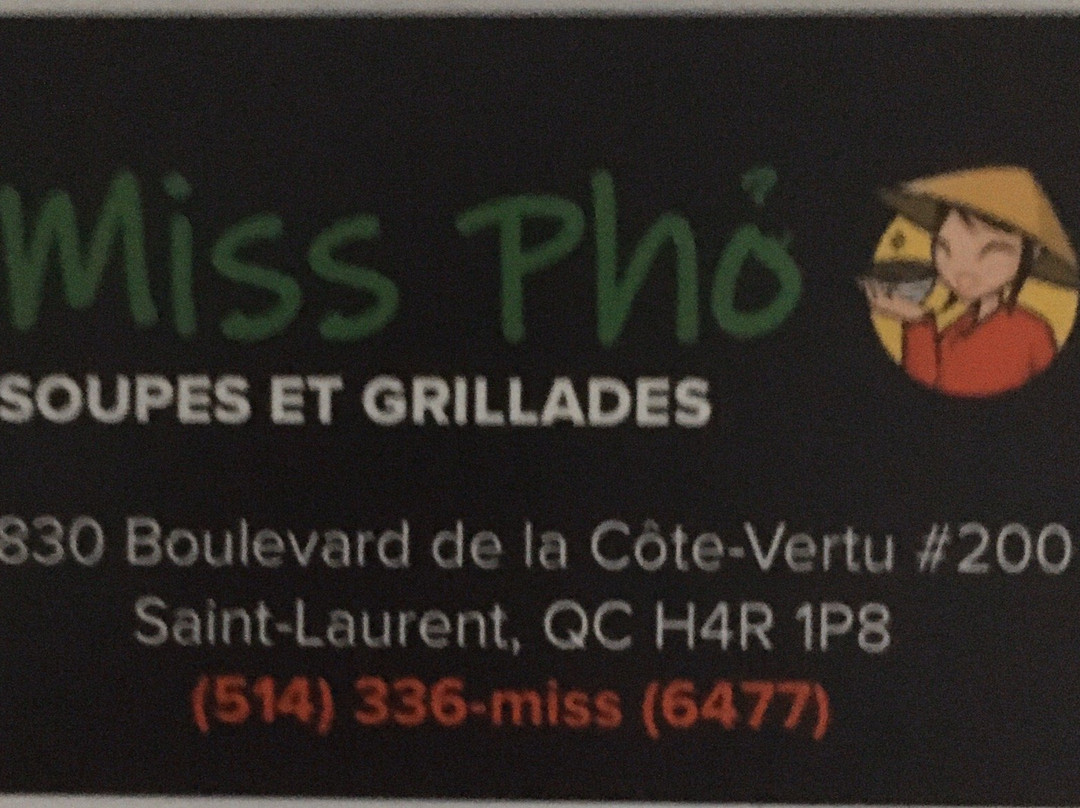 Miss Phở
SOUPES ET GRILLADES
830 Boulevard de la Côte-Vertu #200
Saint-Laurent, QC H4R 1P8
(514) 336-miss (6477)